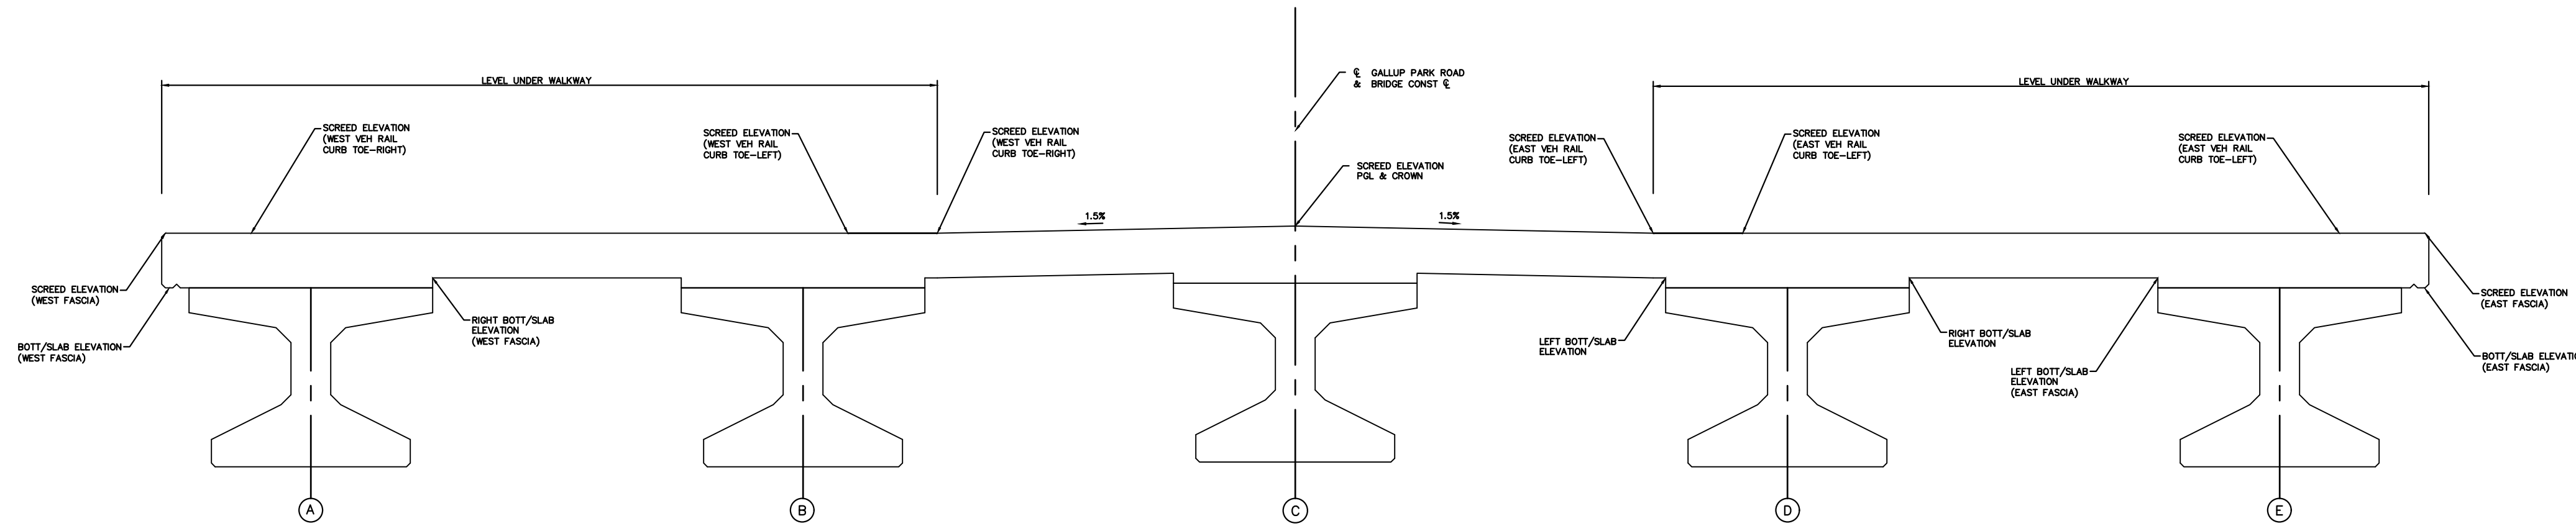 LEVEL UNDER WALKWAY
℄ GALLUP PARK ROAD
& BRIDGE CONST ℄
LEVEL UNDER WALKWAY
SCREED ELEVATION
(WEST VEH RAIL
CURB TOE-RIGHT)
SCREED ELEVATION
(WEST VEH RAIL
CURB TOE-LEFT)
SCREED ELEVATION
(WEST VEH RAIL
CURB TOE-RIGHT)
SCREED ELEVATION
PGL & CROWN
SCREED ELEVATION
(EAST VEH RAIL
CURB TOE-LEFT)
SCREED ELEVATION
(EAST VEH RAIL
CURB TOE-LEFT)
SCREED ELEVATION
(EAST VEH RAIL
CURB TOE-LEFT)
1.5%
1.5%
SCREED ELEVATION
(WEST FASCIA)
BOTT/SLAB ELEVATION
(WEST FASCIA)
RIGHT BOTT/SLAB
ELEVATION
(WEST FASCIA)
LEFT BOTT/SLAB
ELEVATION
RIGHT BOTT/SLAB
ELEVATION
LEFT BOTT/SLAB
ELEVATION
(EAST FASCIA)
SCREED ELEVATION
(EAST FASCIA)
BOTT/SLAB ELEVATIO
(EAST FASCIA)
A
B
C
D
E